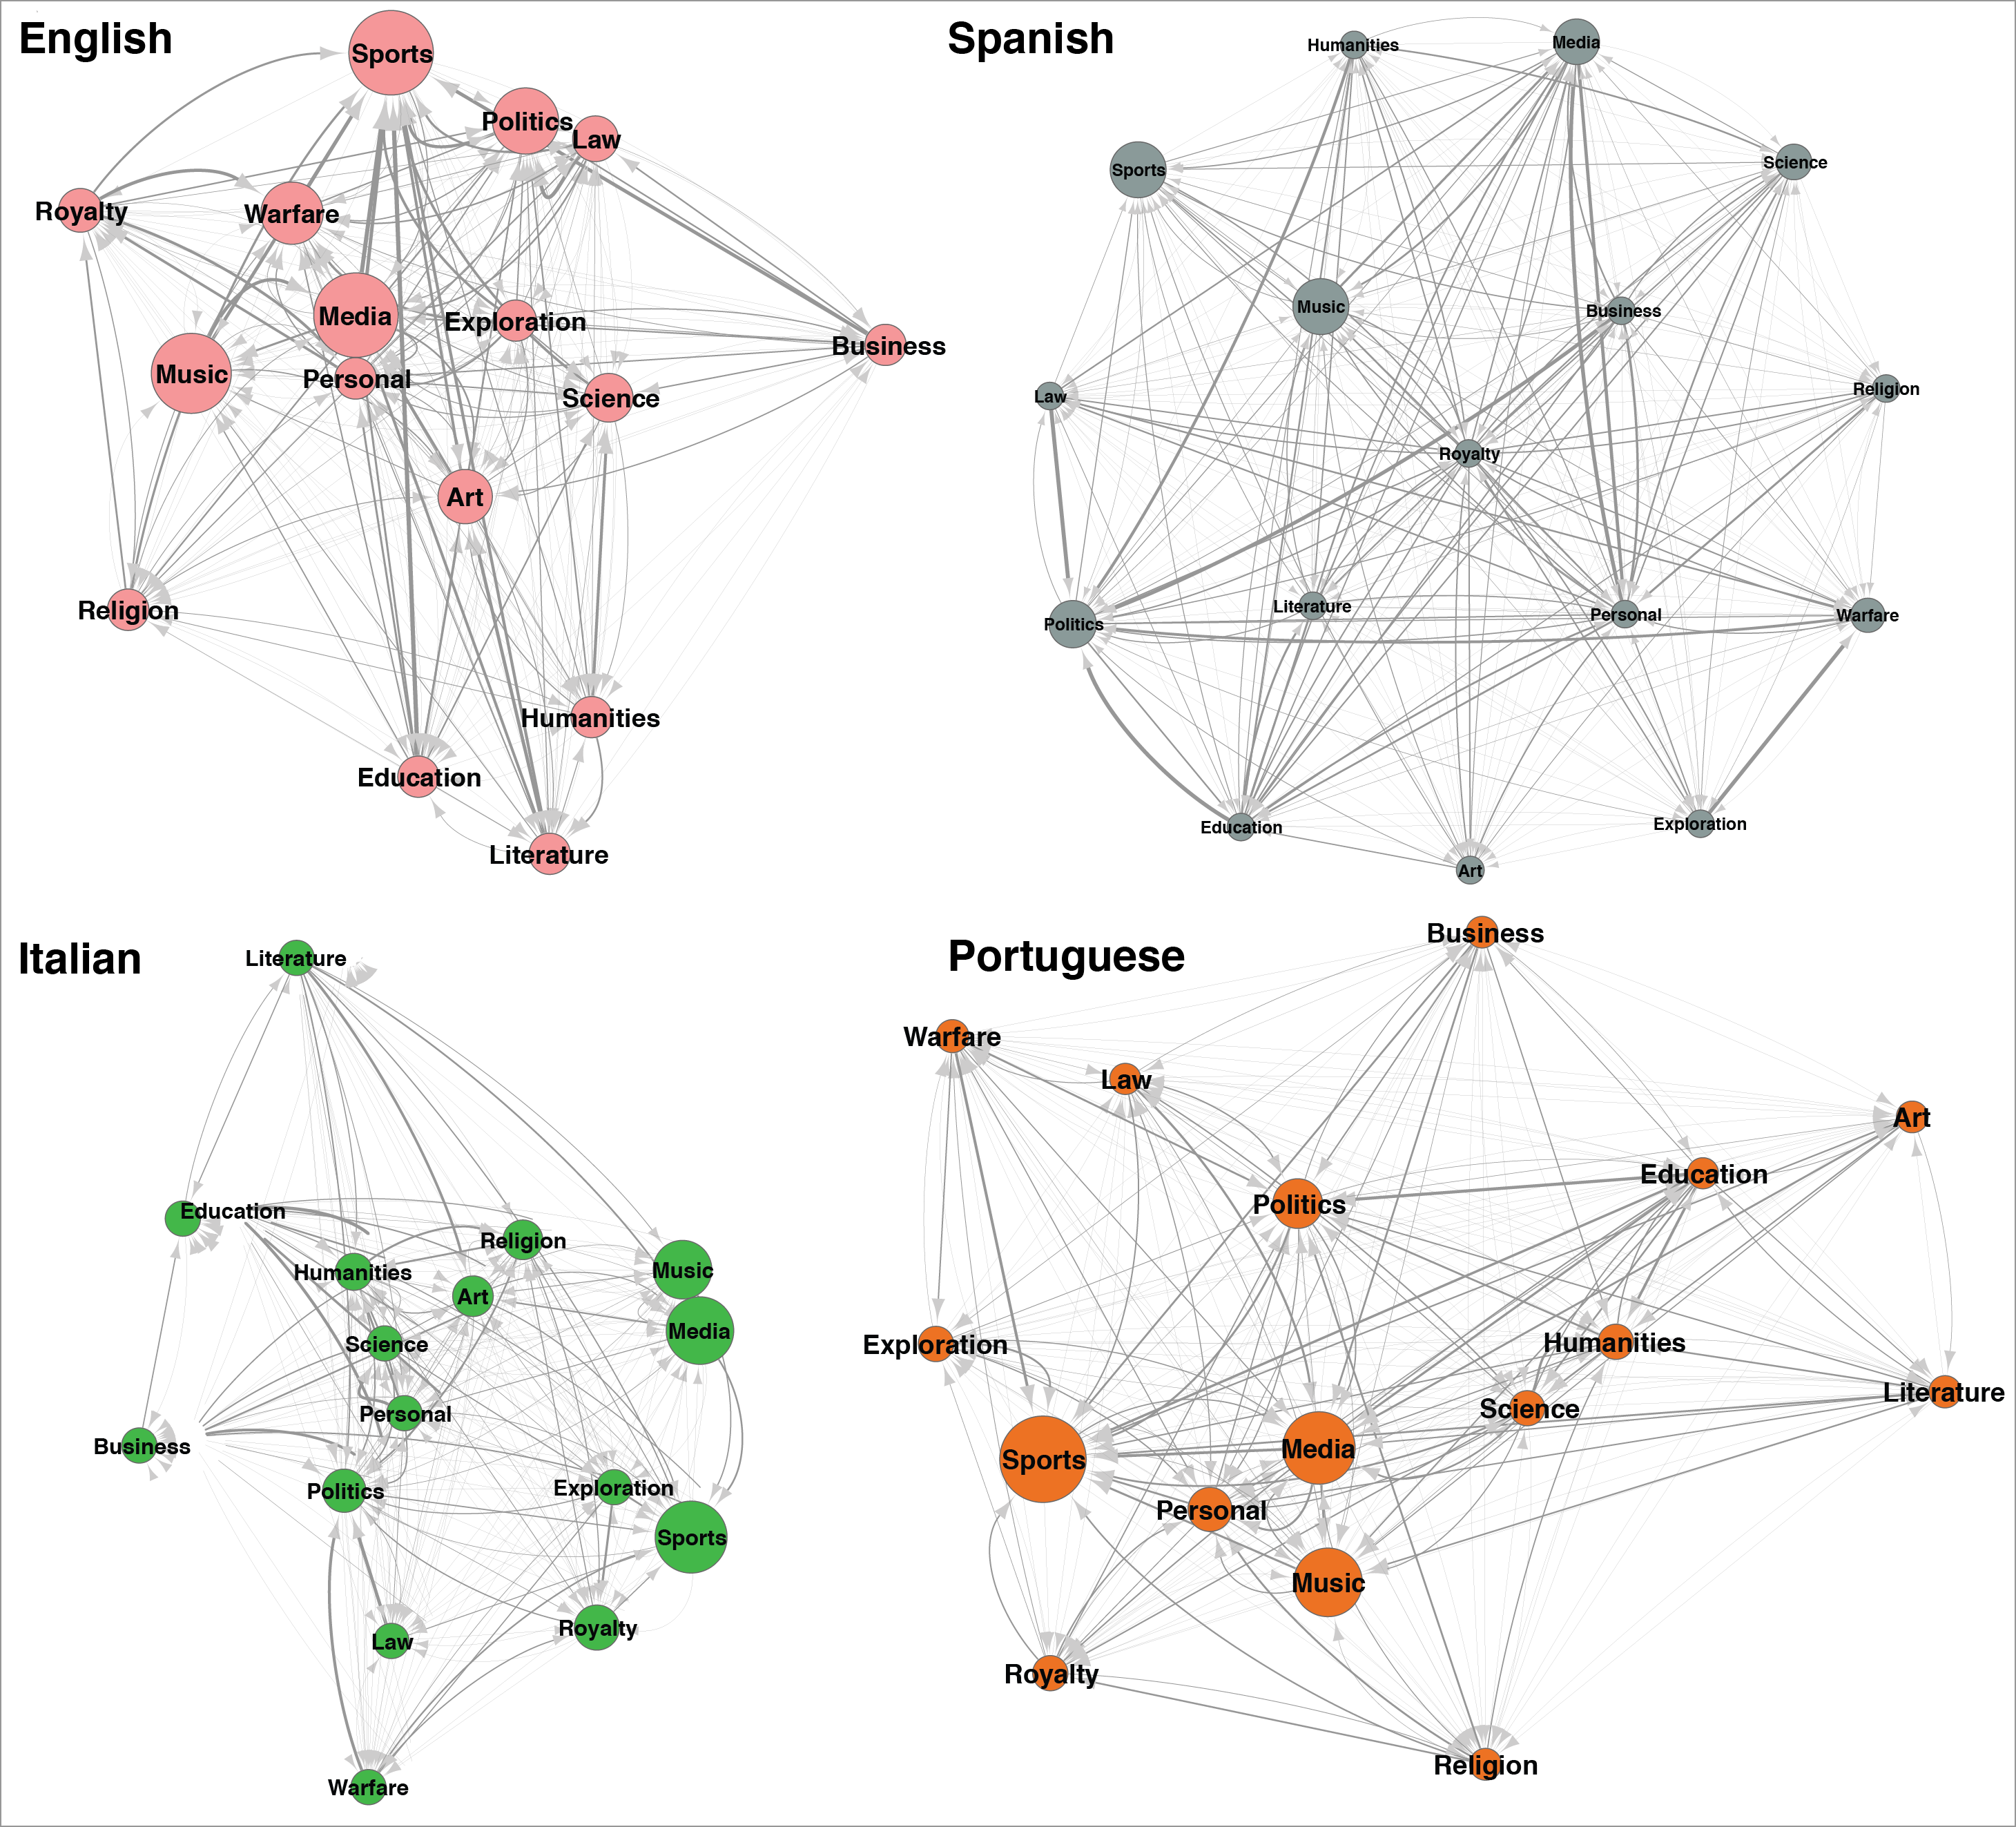 English
Sports
Politics
Law
Royalty
Warfare
Media
Exploration
Business
Music
Personal
Science
Art
Religion
Humanities
Education
Literature
Spanish
Humanities
Media
Sports
Science
Music
Business
Law
Religion
Royalty
Literature
Personal
Warfare
Politics
Education
Exploration
Art
Italian
Literature
Education
Religion
Humanities
Music
Art
Media
Science
Personal
Business
Politics
Exploration
Sports
Royalty
Law
Warfare
Portuguese
Business
Warfare
Law
Art
Education
Politics
Exploration
Humanities
Literature
Science
Media
Sports
Personal
Music
Royalty
Religion